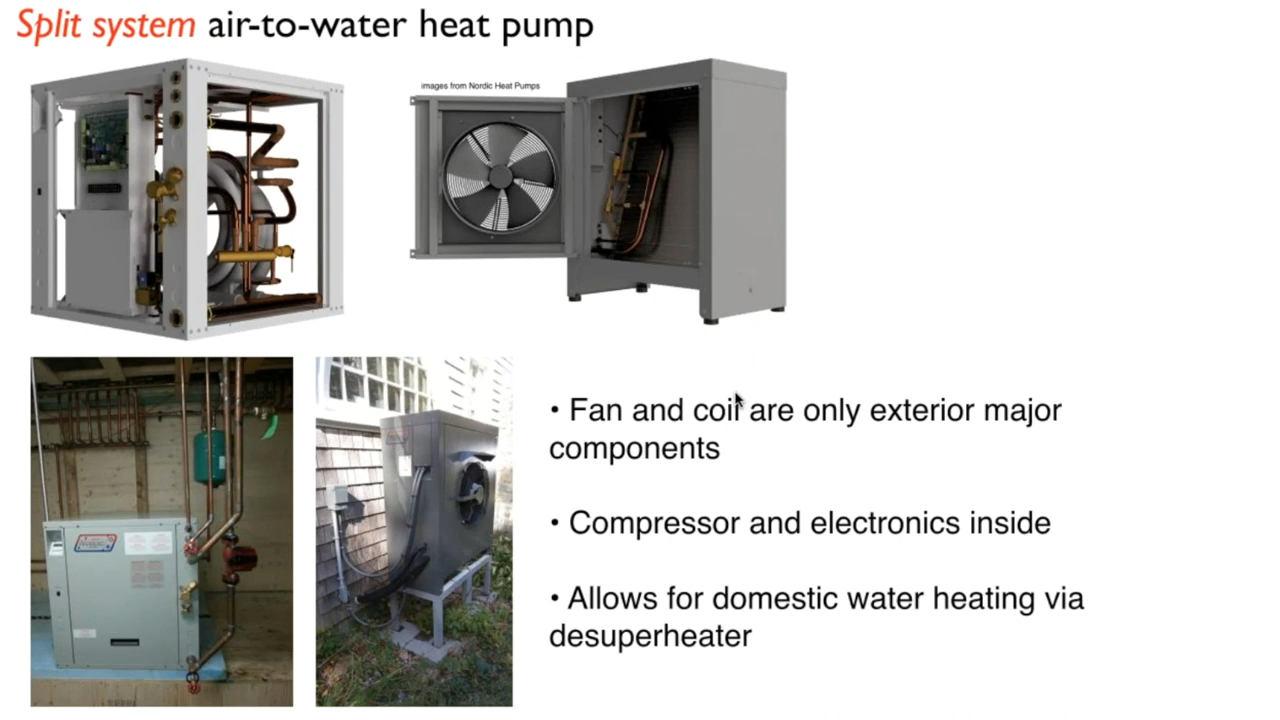 Split system air-to-water heat pump
images from Nordic Heat Pumps
• Fan and coil are only exterior major
components
• Compressor and electronics inside
• Allows for domestic water heating via
desuperheater